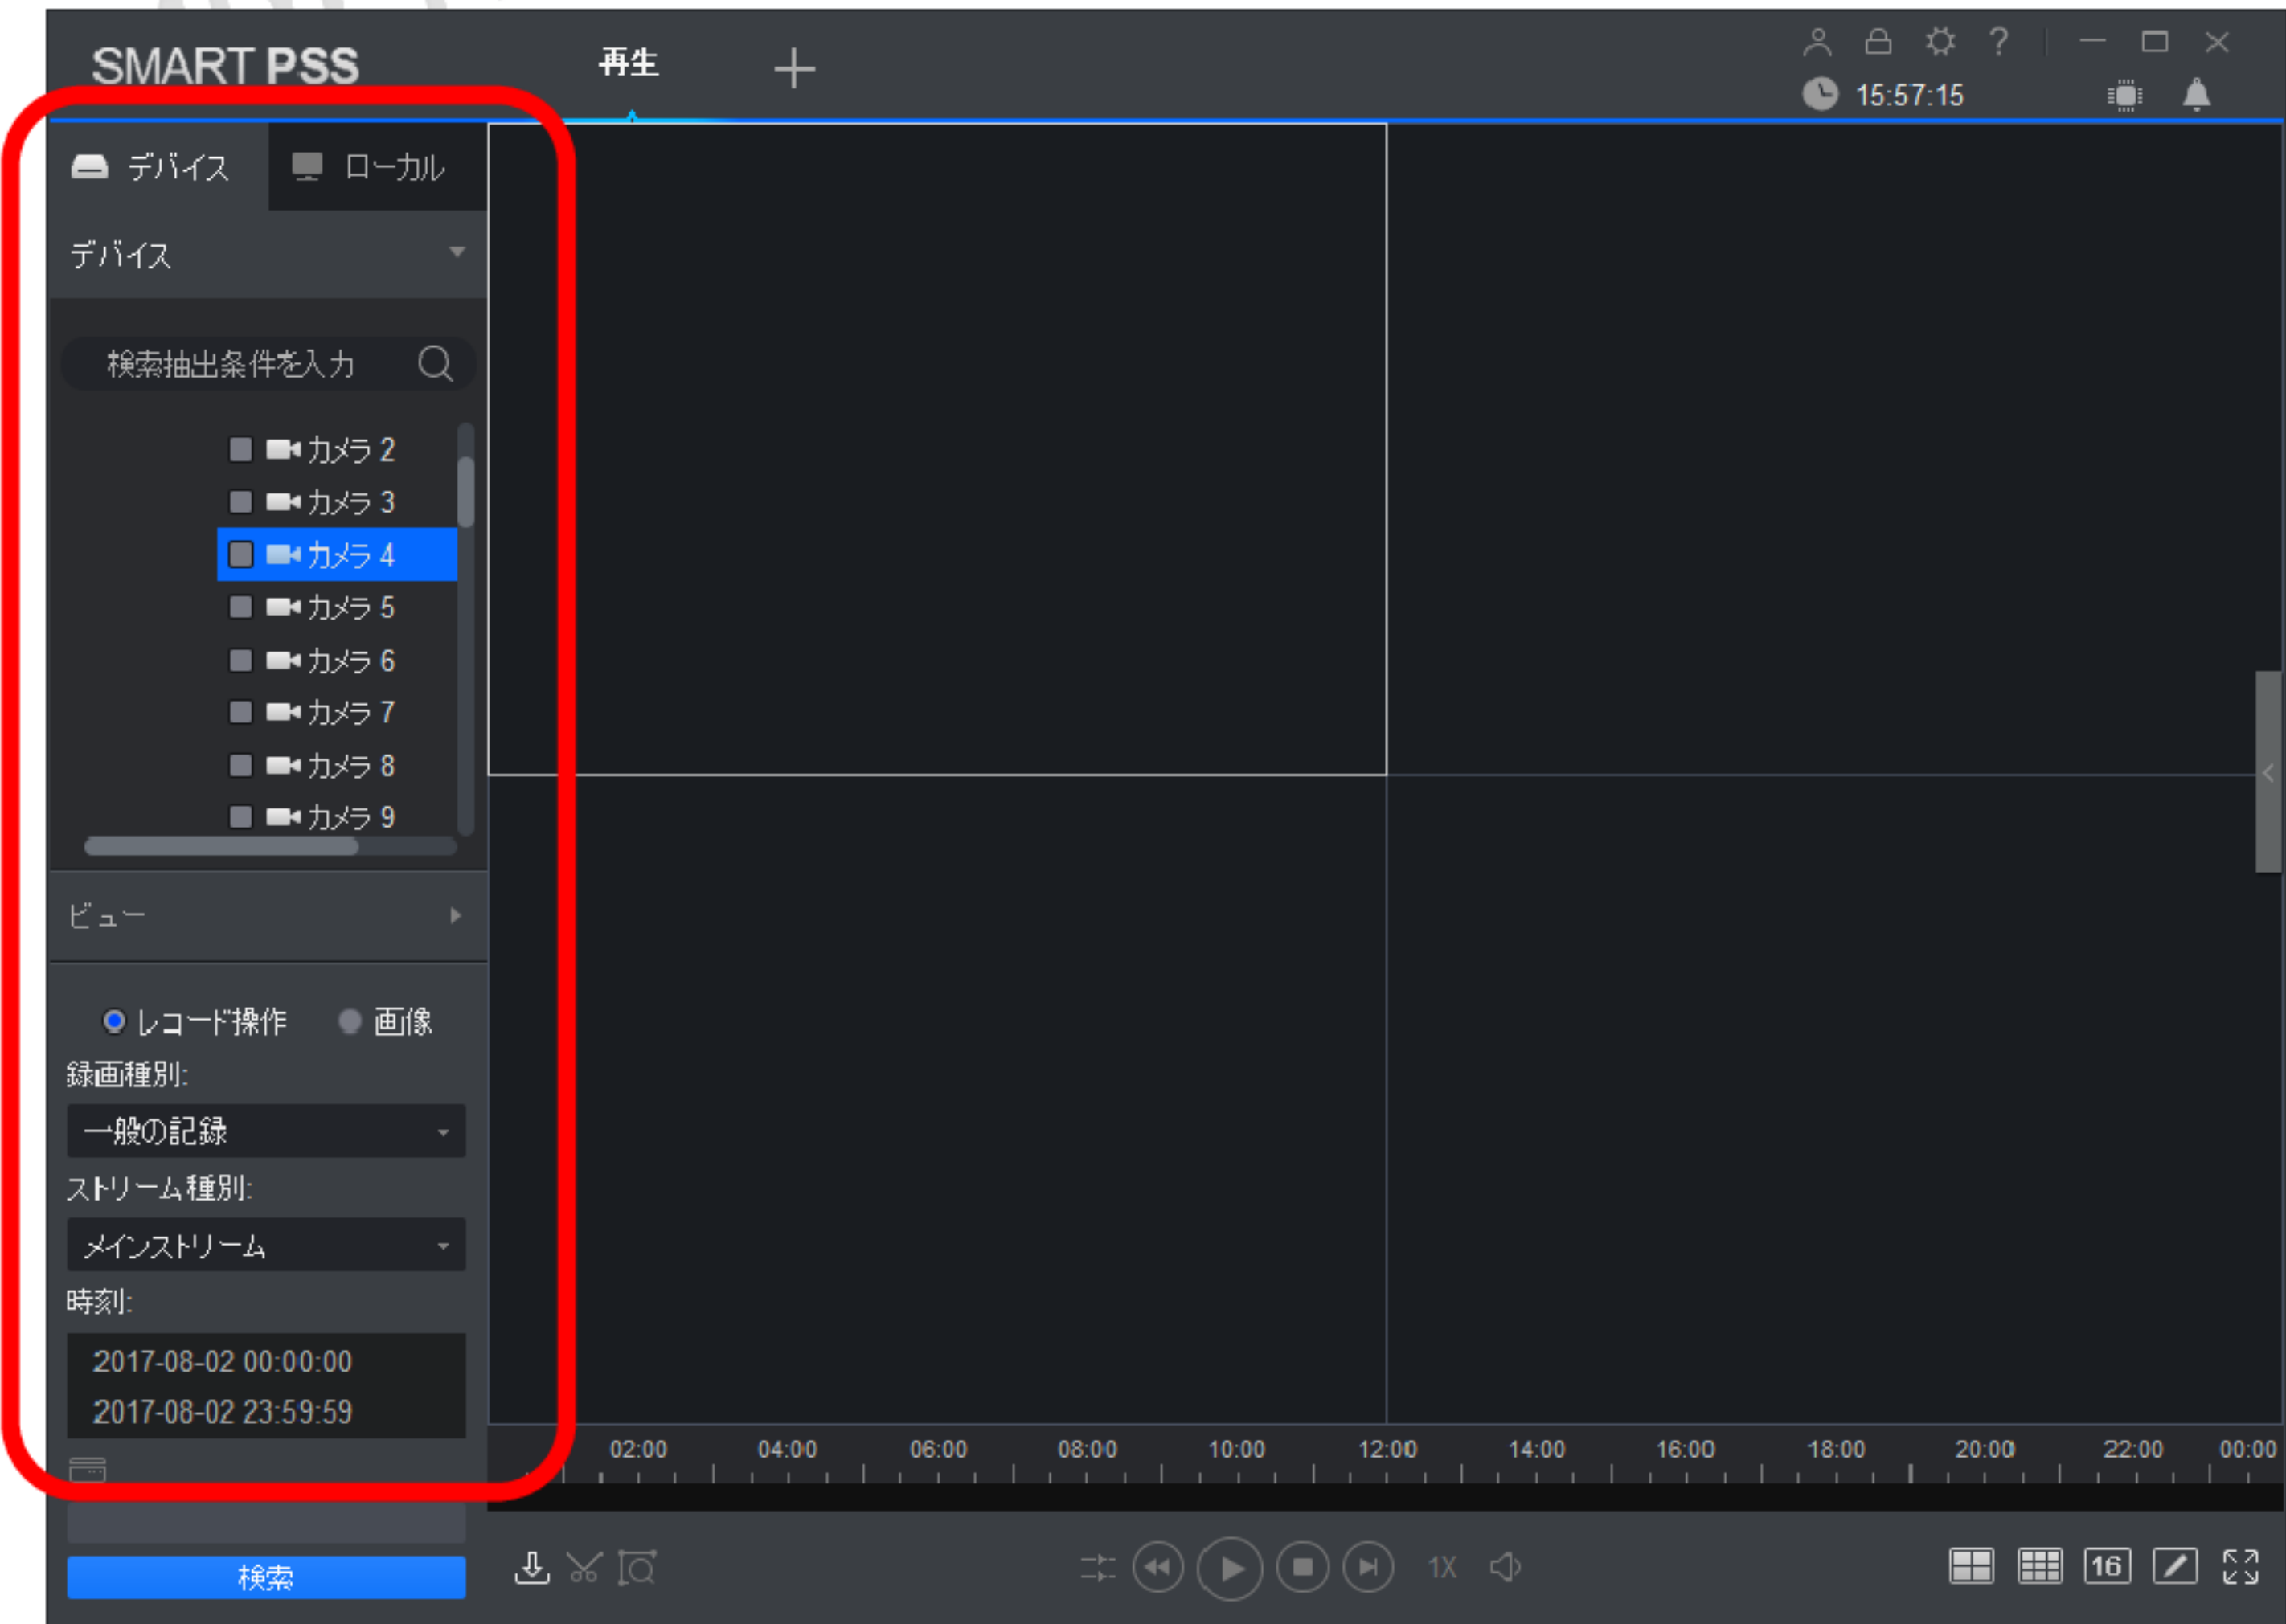 SMART PSS
再生
?
15:57:15
デバイス
ローカル
デバイス
検索抽出条件を入力
カメラ 2
カメラ 3
カメラ 4
カメラ 5
カメラ 6
カメラ 7
カメラ 8
カメラ 9
ビュー
レコード操作 画像
録画種別:
一般の記録
ストリーム種別:
メインストリーム
時刻:
2017-08-02 00:00:00
2017-08-02 23:59:59
検索
02:00 04:00 06:00 08:00 10:00 12:00 14:00 16:00 18:00 20:00 22:00 00:00
1X
16